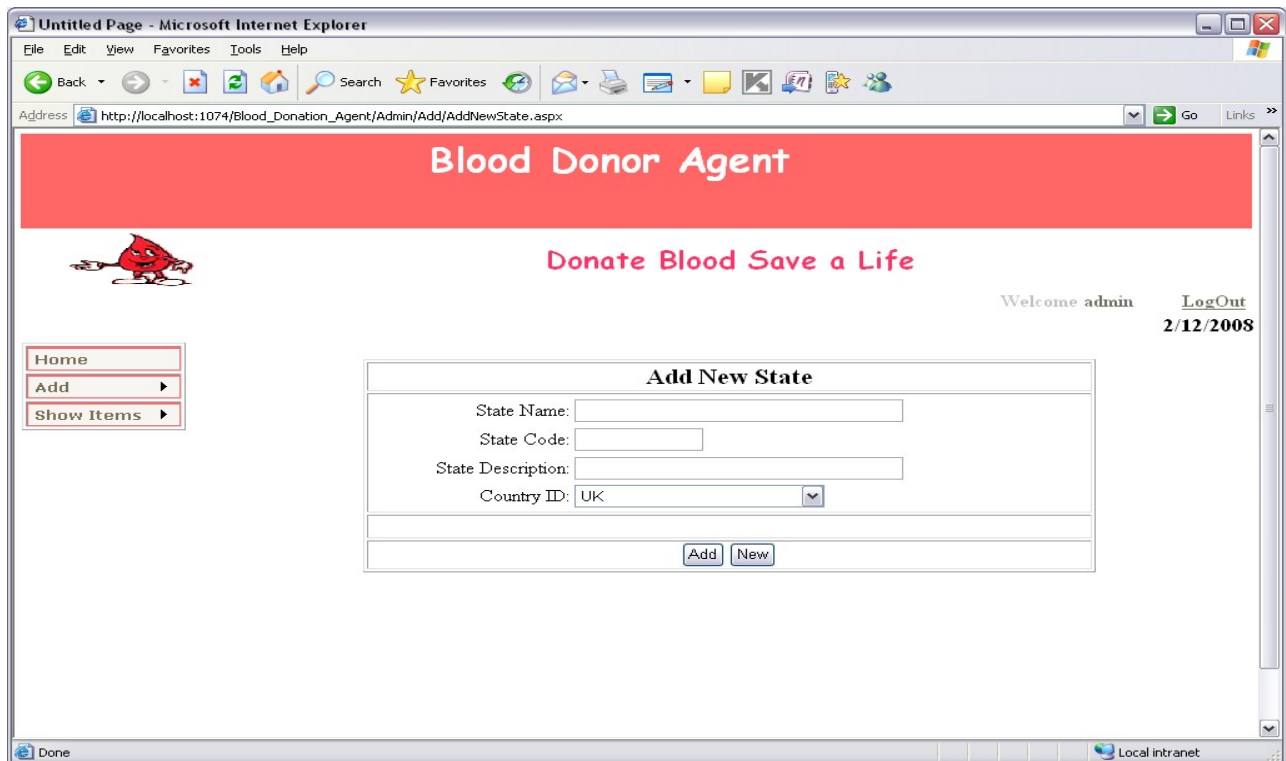 Untitled Page - Microsoft Internet Explorer
File Edit View Favorites Tools Help
Back Search Favorites
Address http://localhost:1074/Blood_Donation_Agent/Admin/Add/AddNewState.aspx Go Links »
Blood Donor Agent
Donate Blood Save a Life
Welcome admin LogOut
2/12/2008
Home
Add
Show Items
Add New State
State Name:
State Code:
State Description:
Country ID: UK
Add New
Done Local intranet